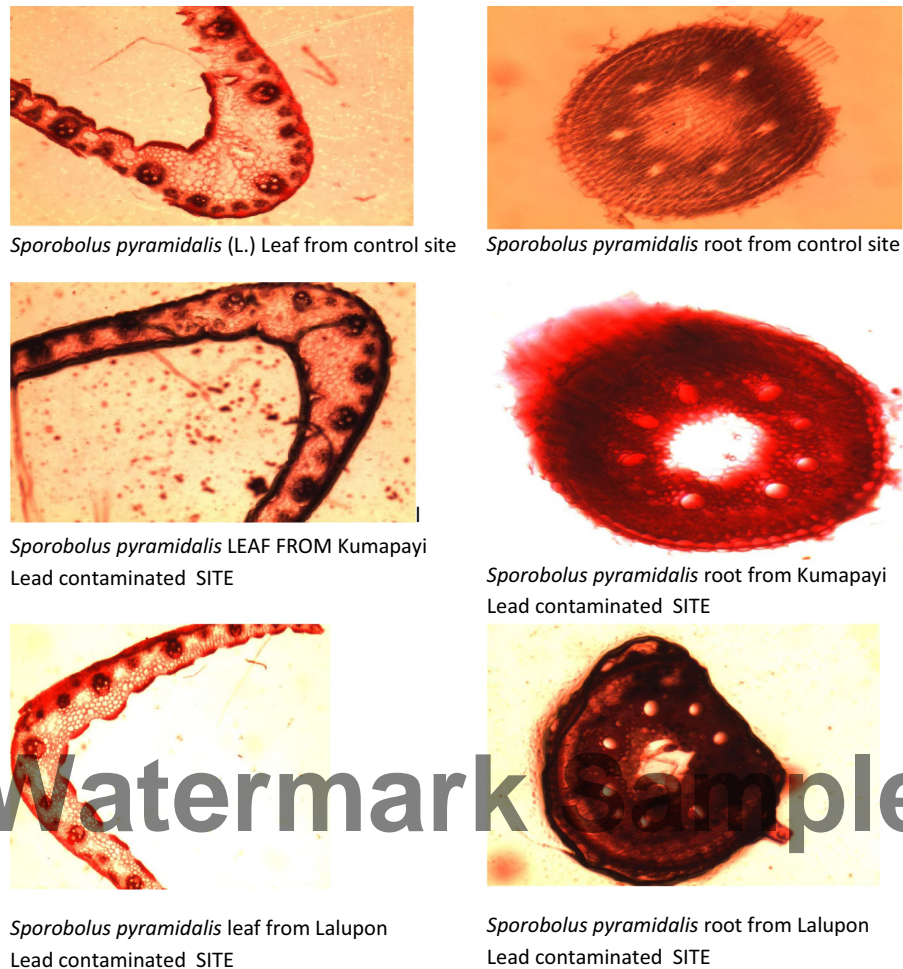 Sporobolus pyramidalis (L.) Leaf from control site
Sporobolus pyramidalis root from control site
Sporobolus pyramidalis LEAF FROM Kumapayi
Lead contaminated SITE
Sporobolus pyramidalis root from Kumapayi
Lead contaminated SITE
Watermark Sample
Sporobolus pyramidalis leaf from Lalupon
Lead contaminated SITE
Sporobolus pyramidalis root from Lalupon
Lead contaminated SITE